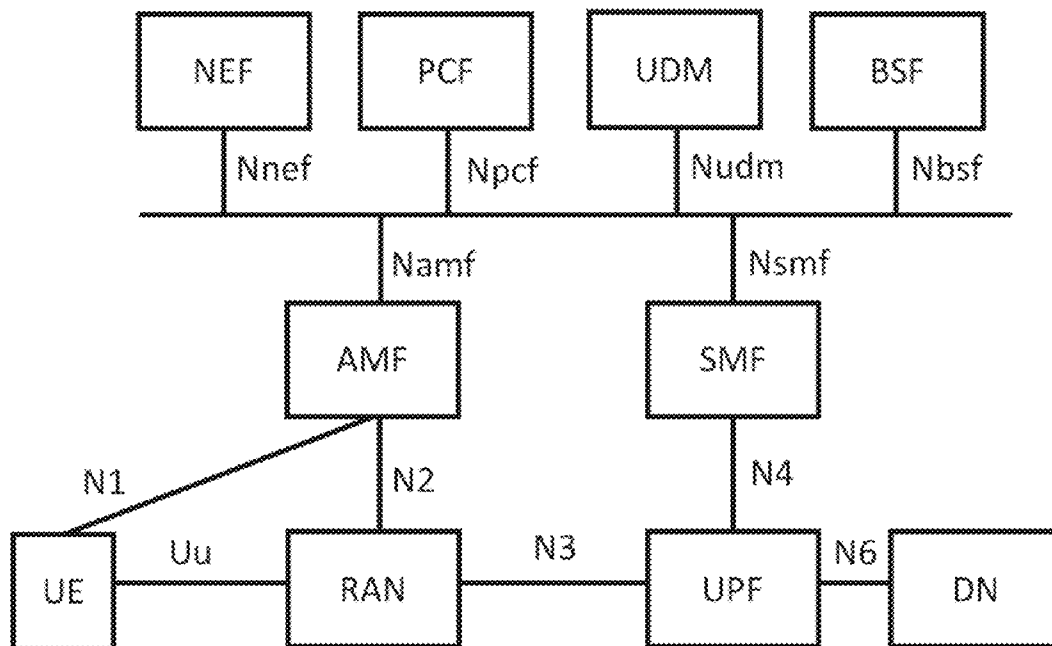 NEF PCF UDM BSF
Nnef Npcf Nudm Nbsf
Namf Nsmf
AMF SMF
N1 N2 N4
Uu N3 N6
UE RAN UPF DN